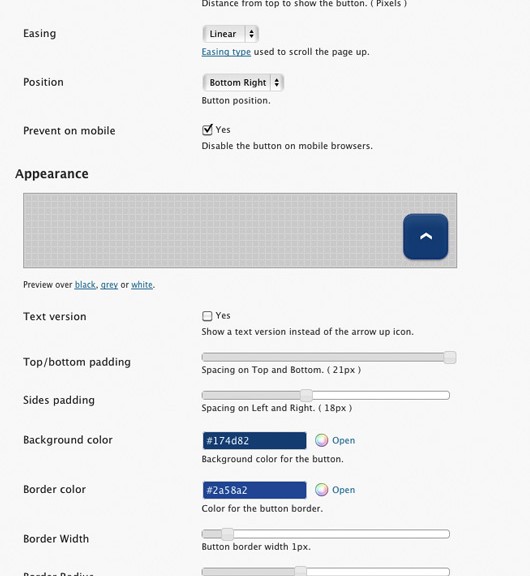 Distance from top to show the button. ( Pixels )
Easing
Linear
Easing type used to scroll the page up.
Position
Bottom Right
Button position.
Prevent on mobile
Yes
Disable the button on mobile browsers.
Appearance
Preview over black, grey or white.
Text version
Yes
Show a text version instead of the arrow up icon.
Top/bottom padding
Spacing on Top and Bottom. ( 21px )
Sides padding
Spacing on Left and Right. ( 18px )
Background color
#174d82
Open
Background color for the button.
Border color
#2a58a2
Open
Color for the button border.
Border Width
Button border width 1px.
Border Radius